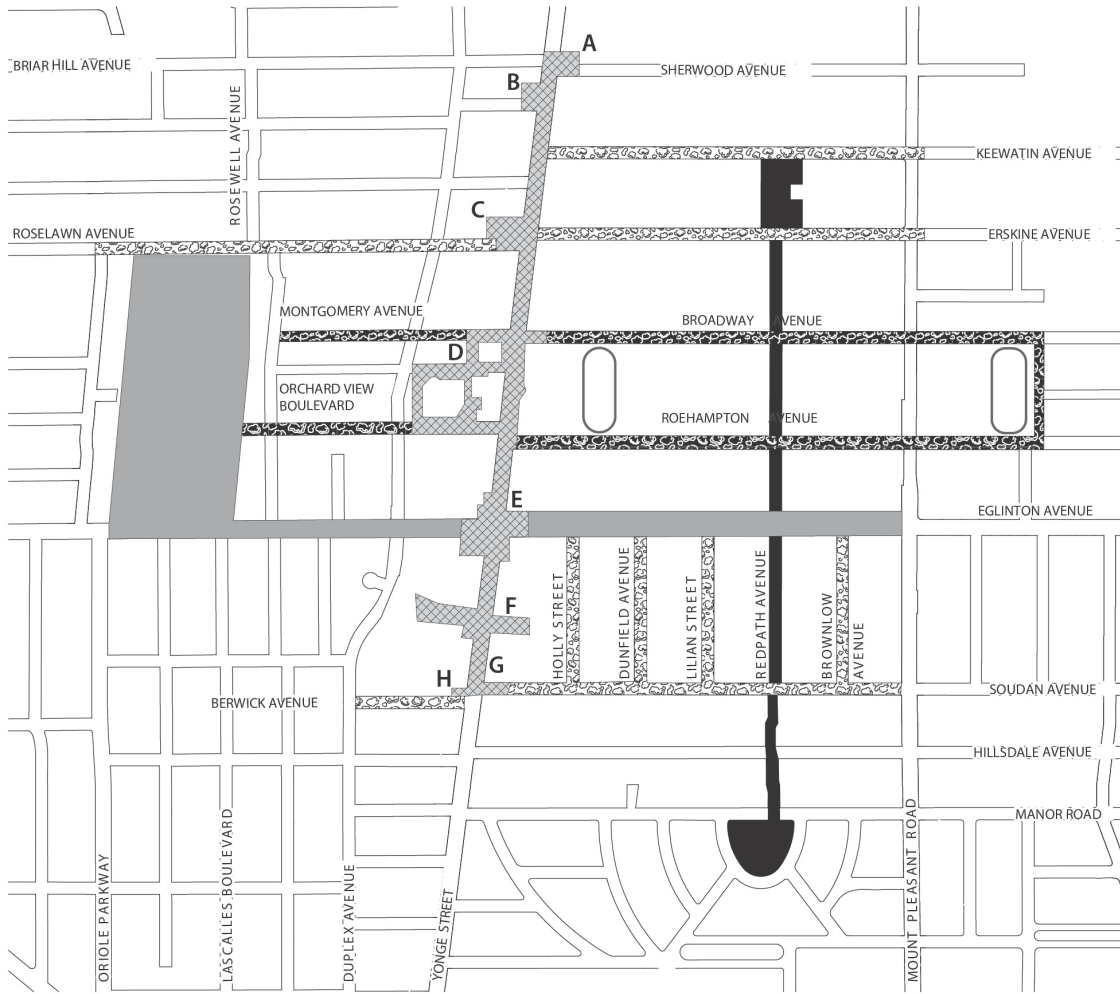 A
BRIAR HILL AVENUE
SHERWOOD AVENUE
B
ROSEWELL AVENUE
KEEWATIN AVENUE
C
ROSELAWN AVENUE
ERSKINE AVENUE
MONTGOMERY AVENUE
BROADWAY AVENUE
D
ORCHARD VIEW
BOULEVARD
ROEHAMPTON AVENUE
E
EGLINTON AVENUE
HOLLY STREET
DUNFIELD AVENUE
LILIAN STREET
REDPATH AVENUE
BROWNLOW
AVENUE
F
G
H
SOUDAN AVENUE
BERWICK AVENUE
HILLSDALE AVENUE
MANOR ROAD
ORIOLE PARKWAY
LASCALLES BOULEVARD
DUPLEX AVENUE
YONGE STREET
MOUNT PLEASANT ROAD